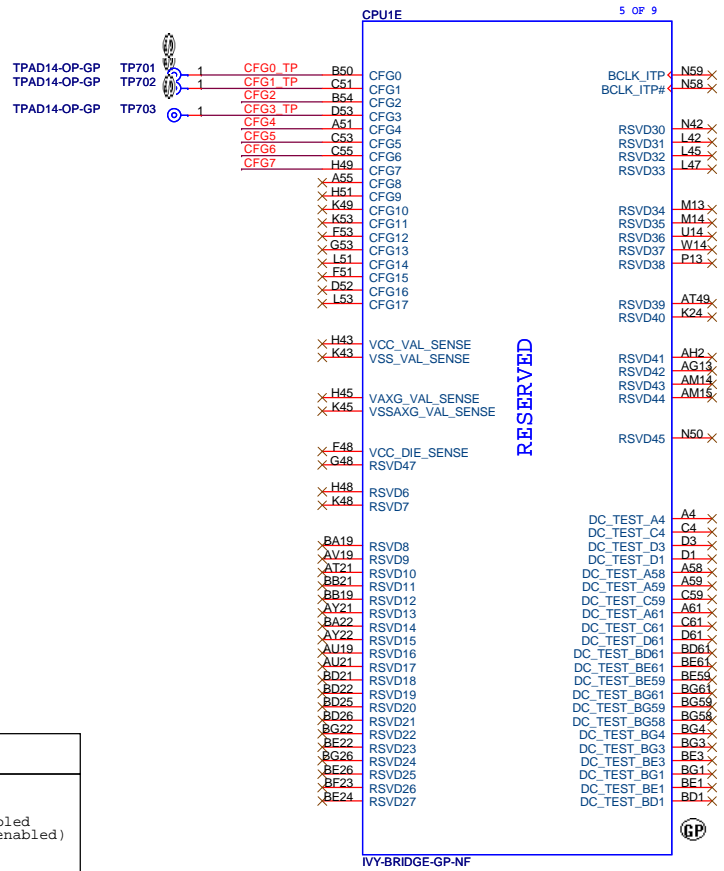 CPU1E 5 OF 9
TPAD14-OP-GP TP701 1 CFG0_TP B50 CFG0 BCLK_ITP N59
TPAD14-OP-GP TP702 1 CFG1_TP C51 CFG1 BCLK_ITP# N58
CFG2 B54 CFG2
TPAD14-OP-GP TP703 1 CFG3_TP D53 CFG3
CFG4 A51 CFG4 RSVD30 N42
CFG5 C53 CFG5 RSVD31 L42
CFG6 C55 CFG6 RSVD32 L45
CFG7 H49 CFG7 RSVD33 L47
A55 CFG8
H51 CFG9
K49 CFG10 RSVD34 M13
K53 CFG11 RSVD35 M14
F53 CFG12 RSVD36 U14
G53 CFG13 RSVD37 W14
L51 CFG14 RSVD38 P13
F51 CFG15
D52 CFG16
L53 CFG17 RSVD39 AT49
RSVD40 K24
H43 VCC_VAL_SENSE
K43 VSS_VAL_SENSE RSVD41 AH2
RSVD42 AG13
RSVD43 AM14
H45 VAXG_VAL_SENSE RSVD44 AM15
K45 VSSAXG_VAL_SENSE
RESERVED
RSVD45 N50
F48 VCC_DIE_SENSE
G48 RSVD47
H48 RSVD6
K48 RSVD7
DC_TEST_A4 A4
DC_TEST_C4 C4
BA19 RSVD8 DC_TEST_D3 D3
AV19 RSVD9 DC_TEST_D1 D1
AT21 RSVD10 DC_TEST_A58 A58
BB21 RSVD11 DC_TEST_A59 A59
BB19 RSVD12 DC_TEST_C59 C59
AY21 RSVD13 DC_TEST_A61 A61
BA22 RSVD14 DC_TEST_C61 C61
AY22 RSVD15 DC_TEST_D61 D61
AU19 RSVD16 DC_TEST_BD61 BD61
AU21 RSVD17 DC_TEST_BE61 BE61
BD21 RSVD18 DC_TEST_BE59 BE59
BD22 RSVD19 DC_TEST_BG61 BG61
BD25 RSVD20 DC_TEST_BG59 BG59
BD26 RSVD21 DC_TEST_BG58 BG58
BG22 RSVD22 DC_TEST_BG4 BG4
BE22 RSVD23 DC_TEST_BG3 BG3
BG26 RSVD24 DC_TEST_BE3 BE3
BE26 RSVD25 DC_TEST_BG1 BG1
BF23 RSVD26 DC_TEST_BE1 BE1
BE24 RSVD27 DC_TEST_BD1 BD1
enabled)
GP
IVY-BRIDGE-GP-NF